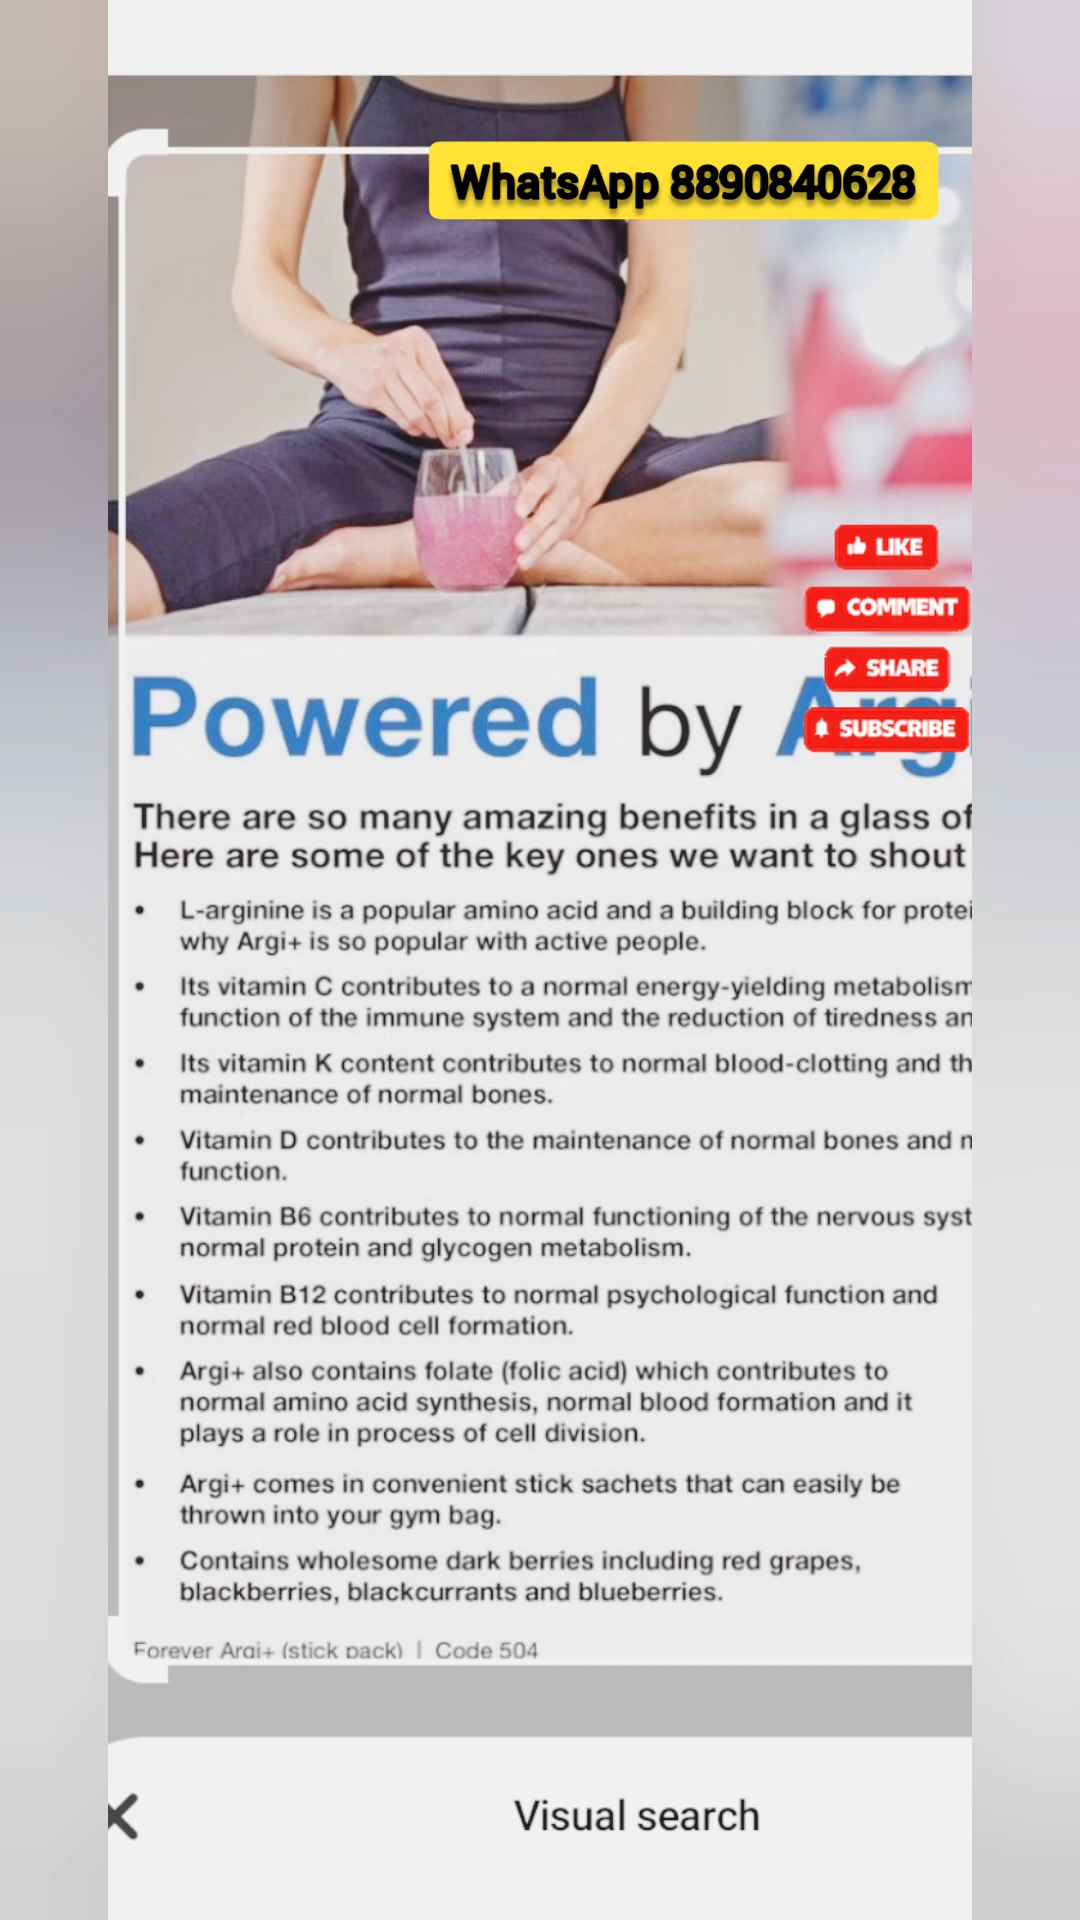 WhatsApp 8890840628
LIKE
COMMENT
SHARE
SUBSCRIBE
Powered by Argi
There are so many amazing benefits in a glass of
Here are some of the key ones we want to shout
• L-arginine is a popular amino acid and a building block for protei
why Argi+ is so popular with active people.
• Its vitamin C contributes to a normal energy-yielding metabolism
function of the immune system and the reduction of tiredness an
• Its vitamin K content contributes to normal blood-clotting and th
maintenance of normal bones.
• Vitamin D contributes to the maintenance of normal bones and
function.
• Vitamin B6 contributes to normal functioning of the nervous syst
normal protein and glycogen metabolism.
• Vitamin B12 contributes to normal psychological function and
normal red blood cell formation.
• Argi+ also contains folate (folic acid) which contributes to
normal amino acid synthesis, normal blood formation and it
plays a role in process of cell division.
• Argi+ comes in convenient stick sachets that can easily be
thrown into your gym bag.
• Contains wholesome dark berries including red grapes,
blackberries, blackcurrants and blueberries.
Forever Argi+ (stick pack) | Code 504
Visual search